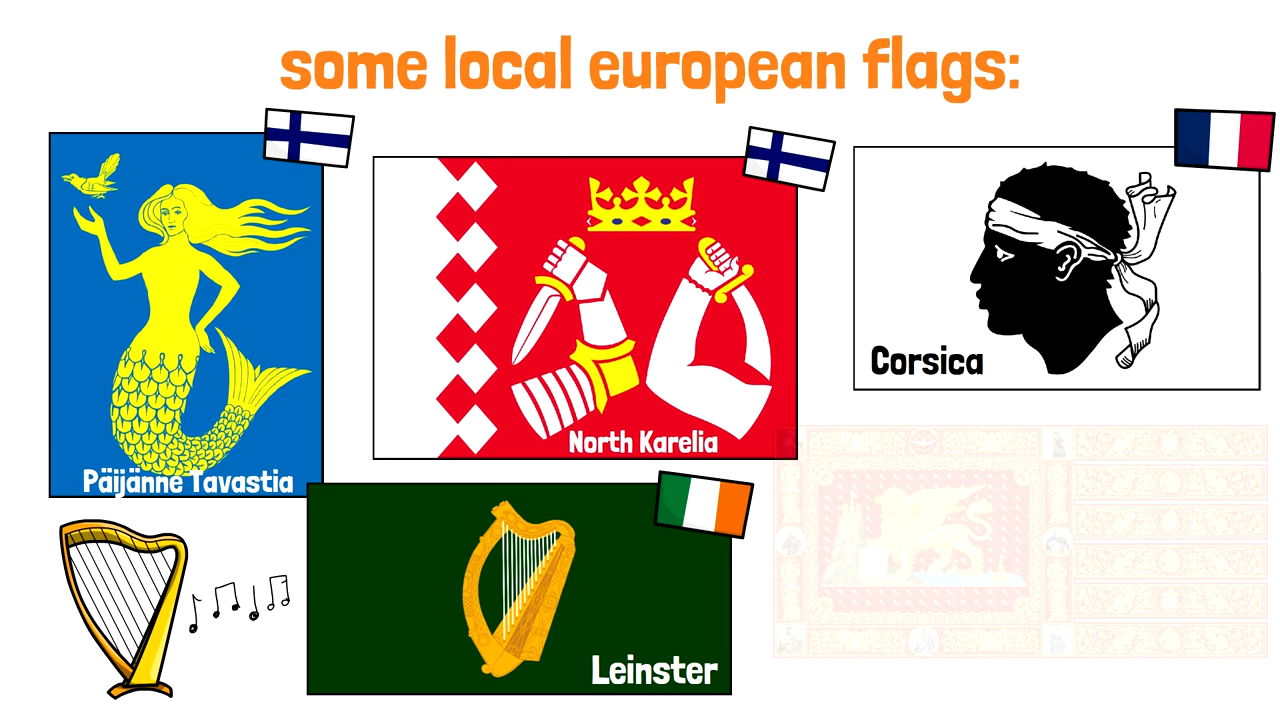 some local european flags:
Päijänne Tavastia
North Karelia
Corsica
Leinster